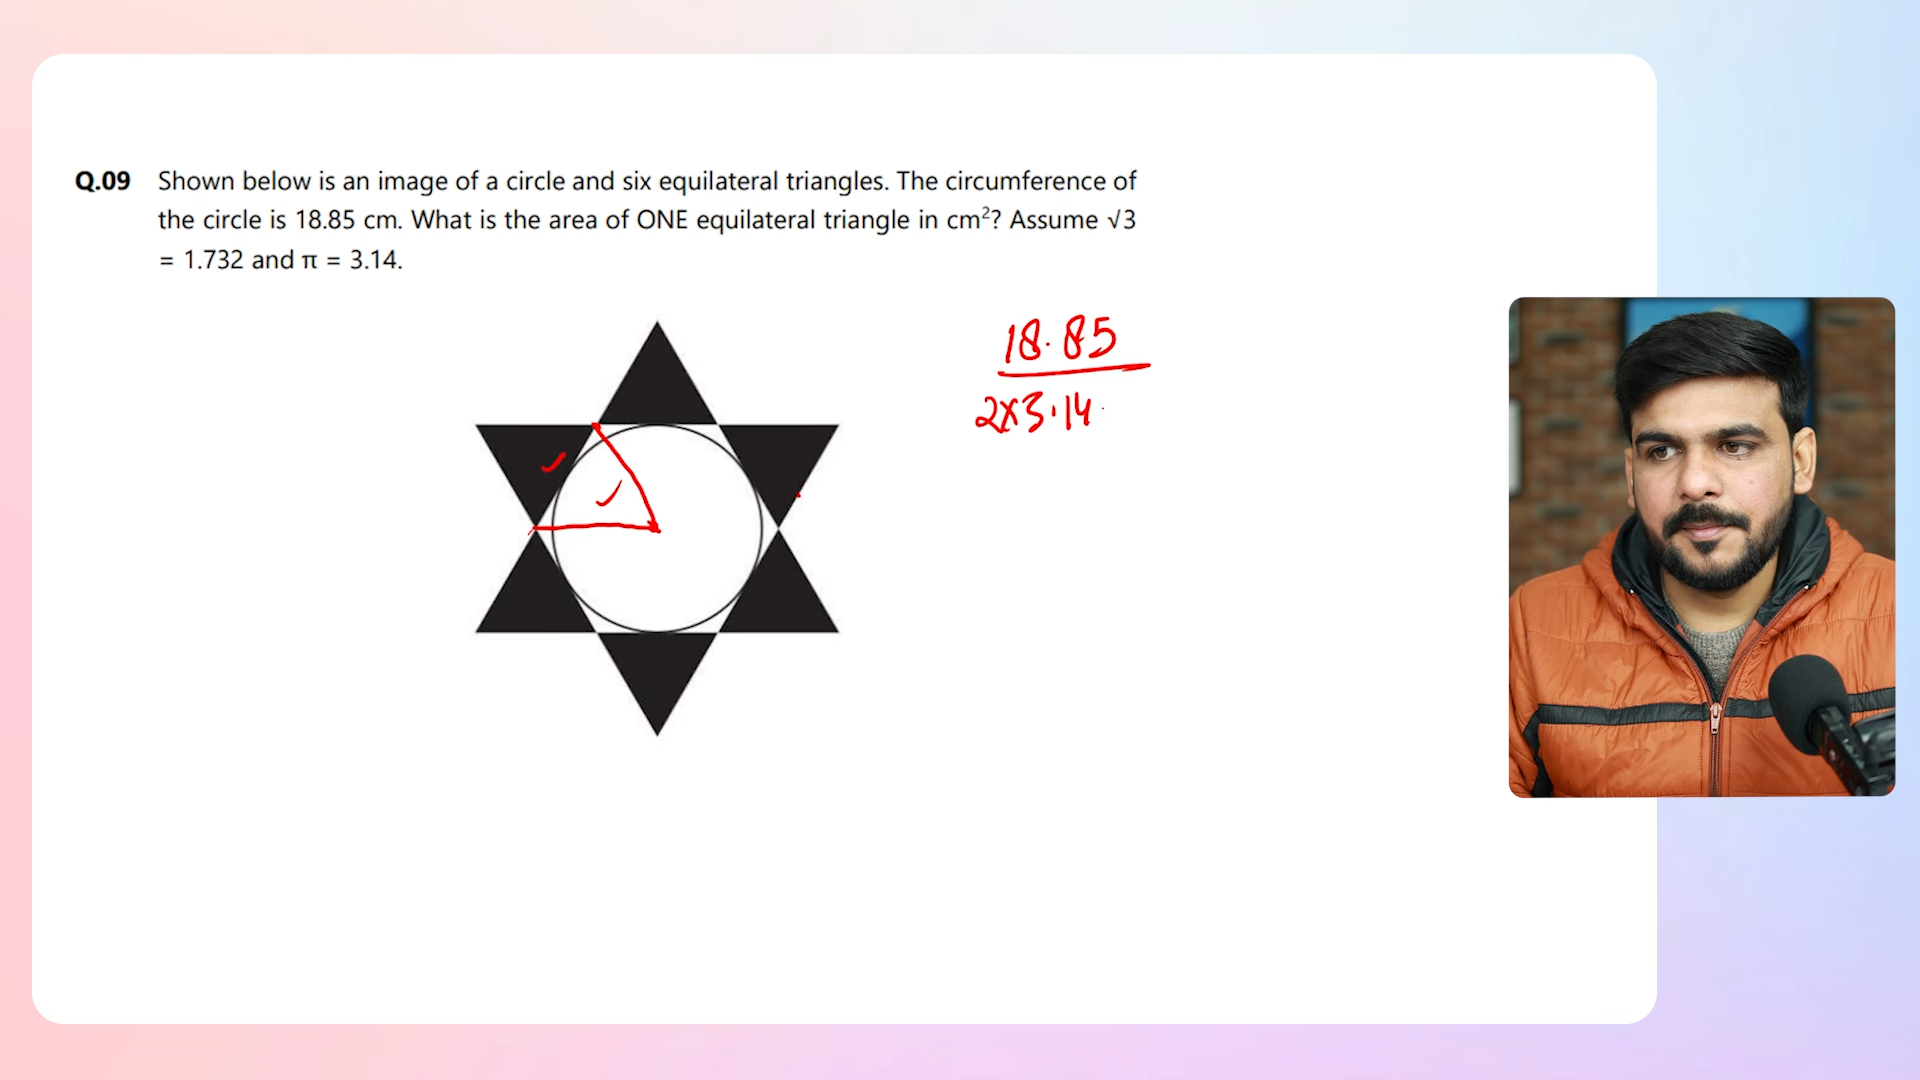 Q.09 Shown below is an image of a circle and six equilateral triangles. The circumference of
the circle is 18.85 cm. What is the area of ONE equilateral triangle in cm²? Assume √3
= 1.732 and π = 3.14.
18.85
2x3.14